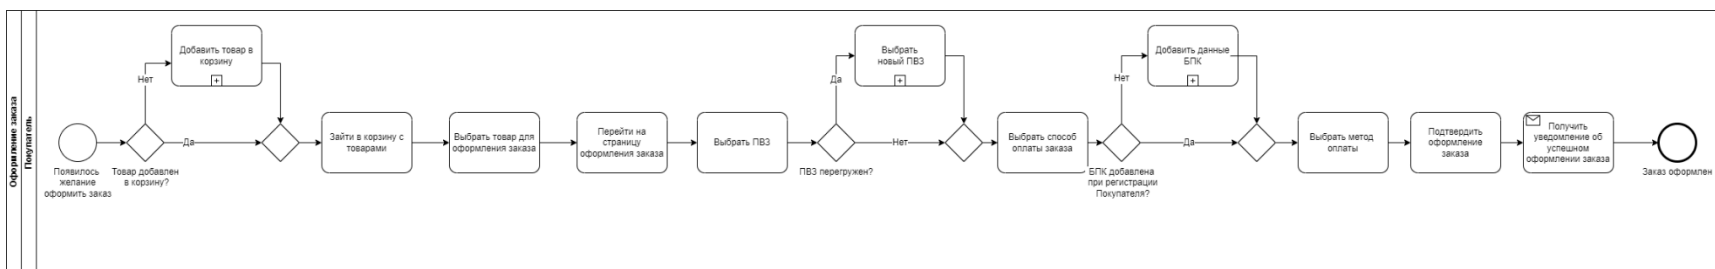 Оформление заказа
Покупатель
Появилось
желание
оформить заказ
Товар добавлен
в корзину?
Нет
Да
Добавить товар в
корзину
Зайти в корзину с
товарами
Выбрать товар для
оформления заказа
Перейти на
страницу
оформления заказа
Выбрать ПВЗ
ПВЗ перегружен?
Да
Нет
Выбрать
новый ПВЗ
Выбрать способ
оплаты заказа
БПК добавлена
при регистрации
Покупателя?
Нет
Да
Добавить данные
БПК
Выбрать метод
оплаты
Подтвердить
оформление
заказа
Получить
уведомление об
успешном
оформлении заказа
Заказ оформлен